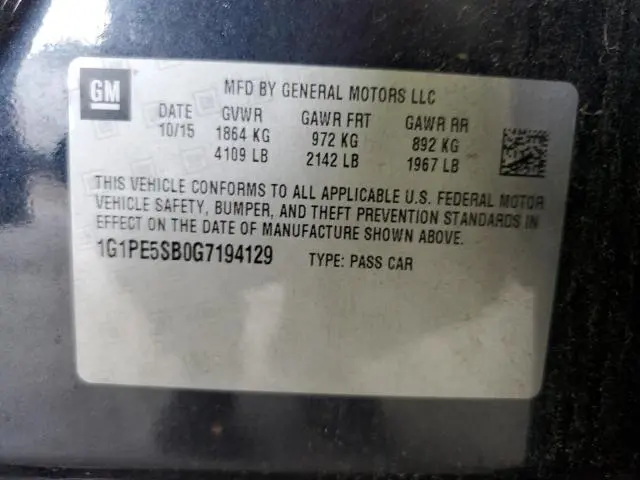 GM
MFD BY GENERAL MOTORS LLC
DATE GVWR GAWR FRT GAWR RR
10/15 1864 KG 972 KG 892 KG
4109 LB 2142 LB 1967 LB
THIS VEHICLE CONFORMS TO ALL APPLICABLE U.S. FEDERAL MOTOR
VEHICLE SAFETY, BUMPER, AND THEFT PREVENTION STANDARDS IN
EFFECT ON THE DATE OF MANUFACTURE SHOWN ABOVE.
1G1PE5SB0G7194129 TYPE: PASS CAR